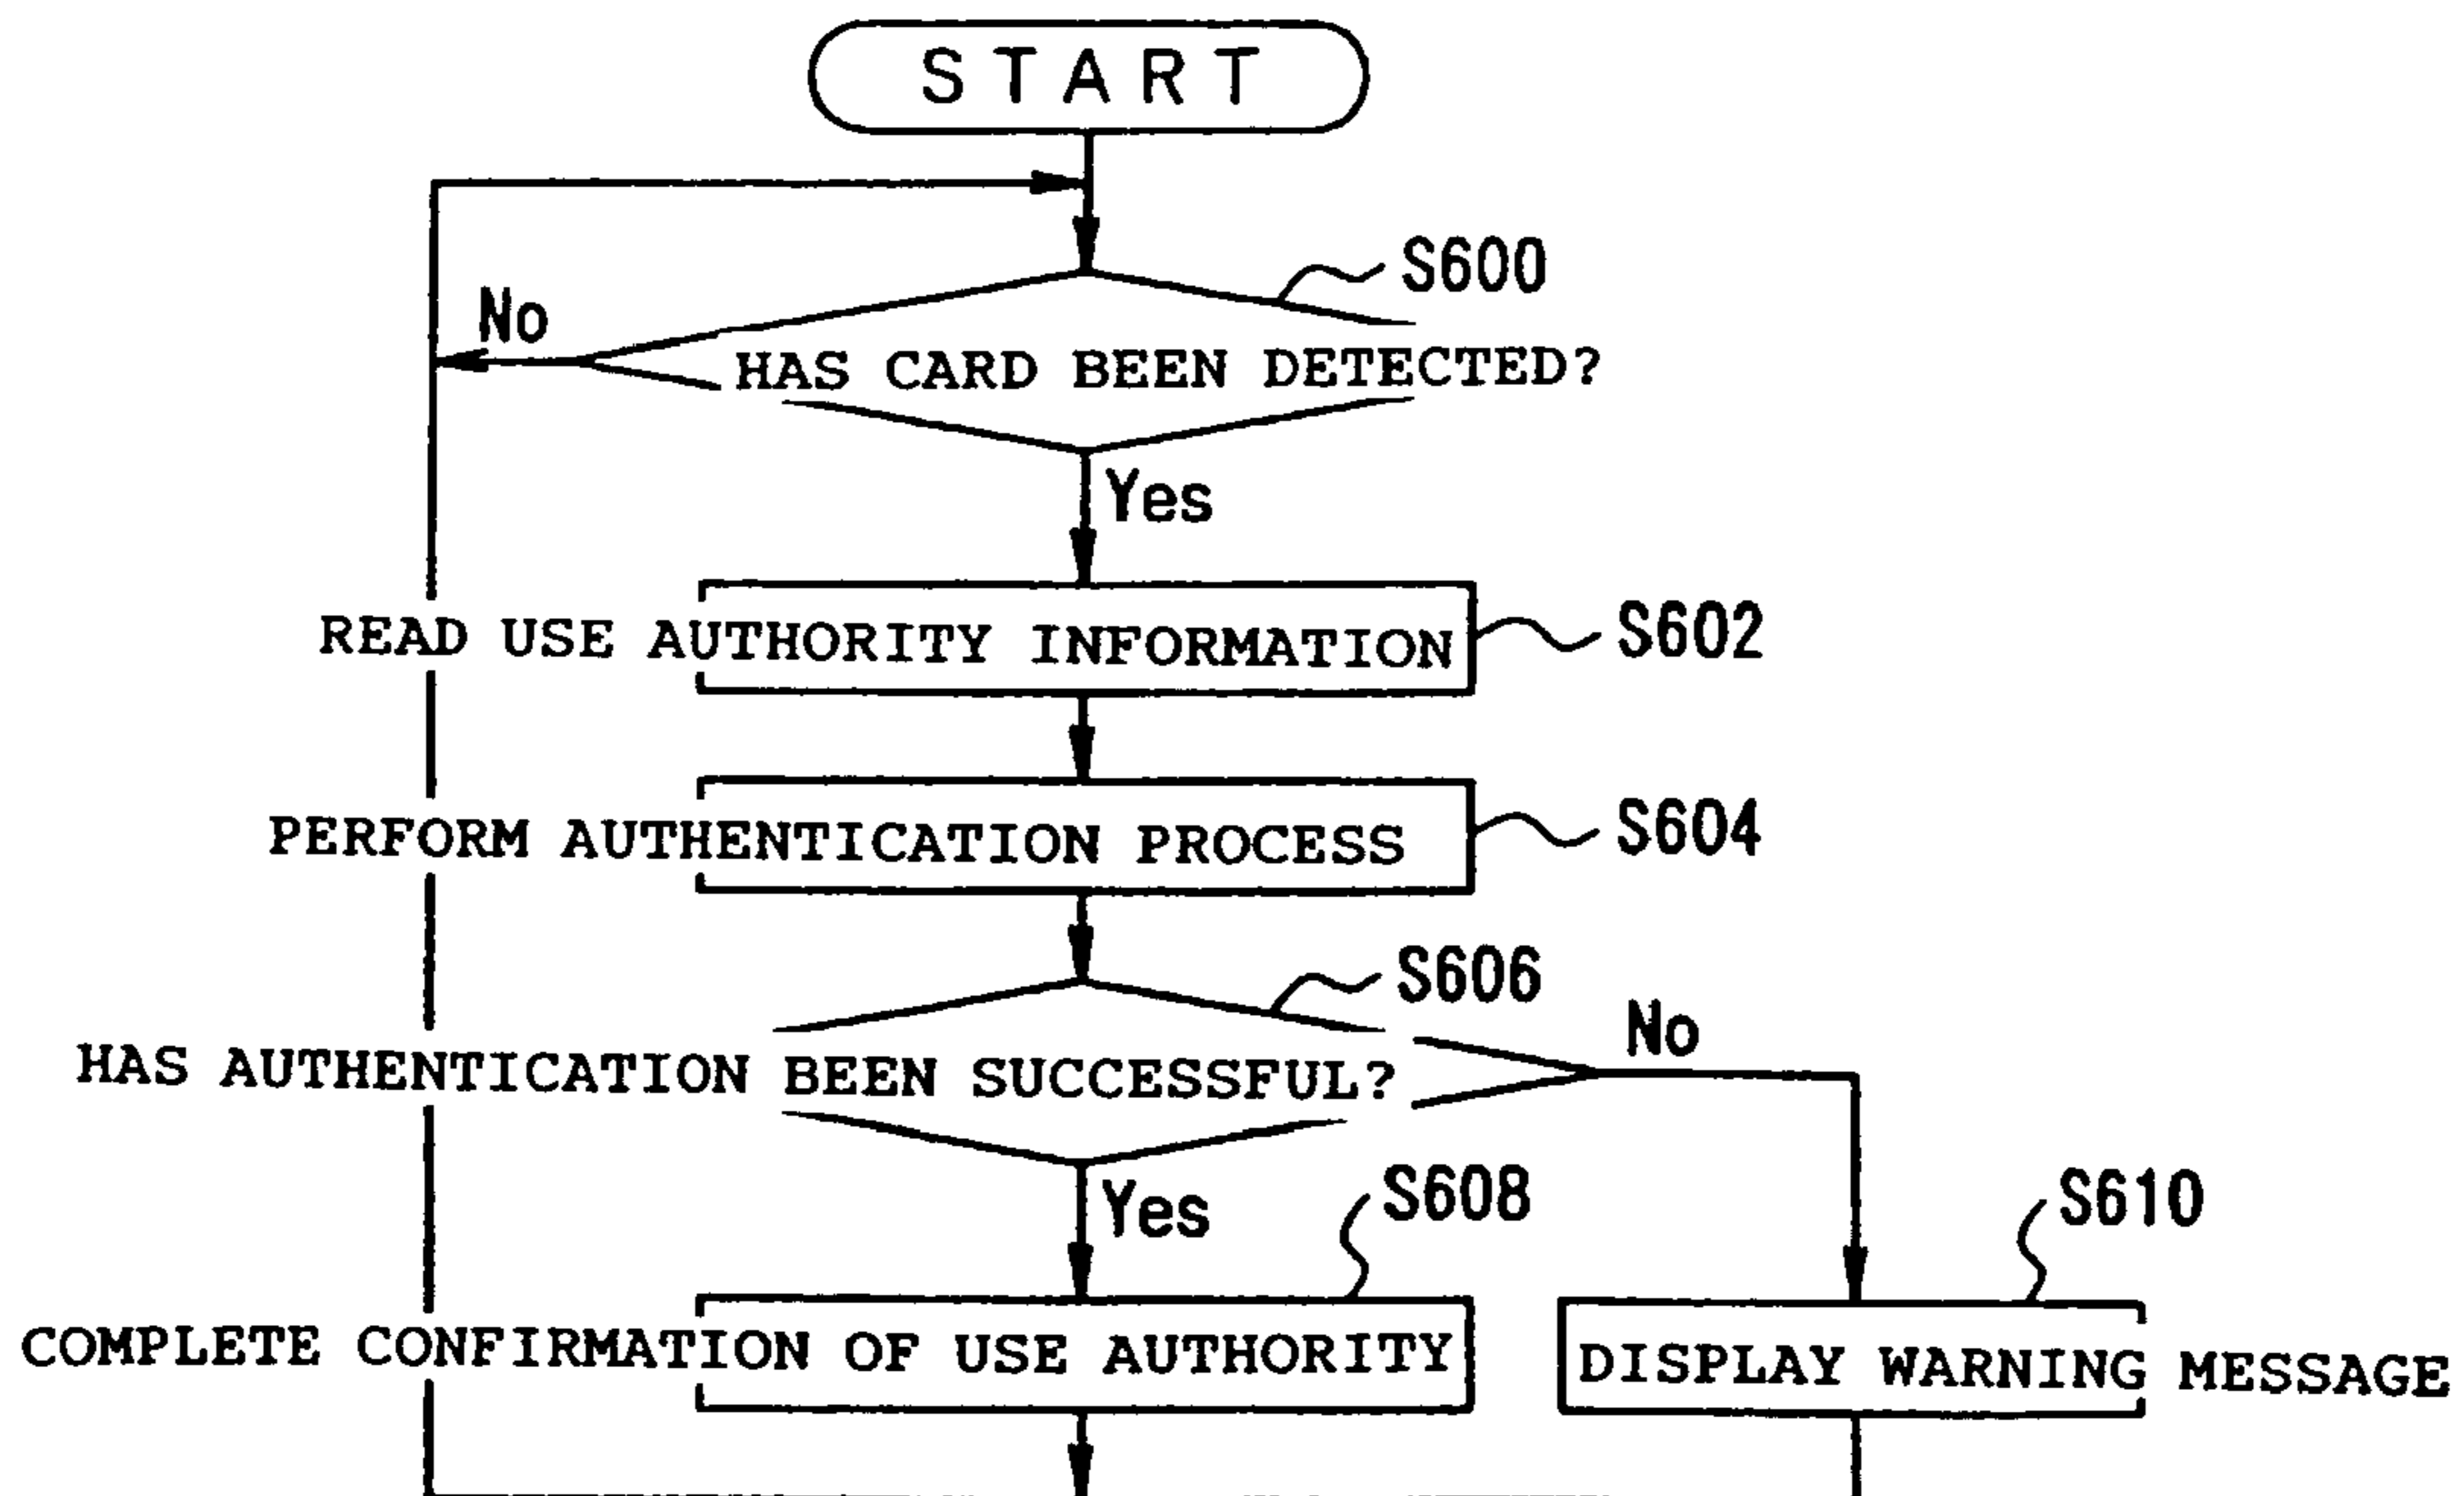 START
S600
No
HAS CARD BEEN DETECTED?
Yes
READ USE AUTHORITY INFORMATION
S602
PERFORM AUTHENTICATION PROCESS
S604
S606
No
HAS AUTHENTICATION BEEN SUCCESSFUL?
Yes
S608
S610
COMPLETE CONFIRMATION OF USE AUTHORITY
DISPLAY WARNING MESSAGE